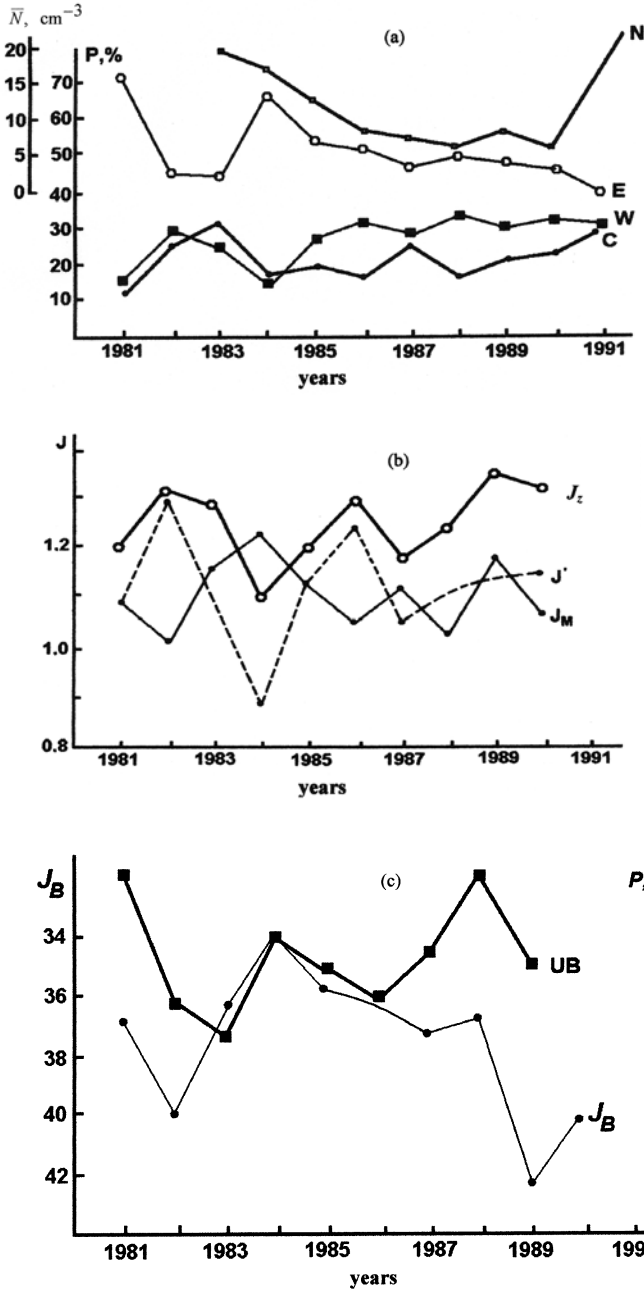 N̅, cm⁻³
(a)
20
P,%
N
15
70
10
60
5
50
0
40
E
30
W
C
20
10
1981 1983 1985 1987 1989 1991
years
J
(b)
J_z
1.2
J'
J_M
1.0
0.8
1981 1983 1985 1987 1989 1991
years
J_B
(c)
P,
34
UB
36
38
40
J_B
42
1981 1983 1985 1987 1989 199
years